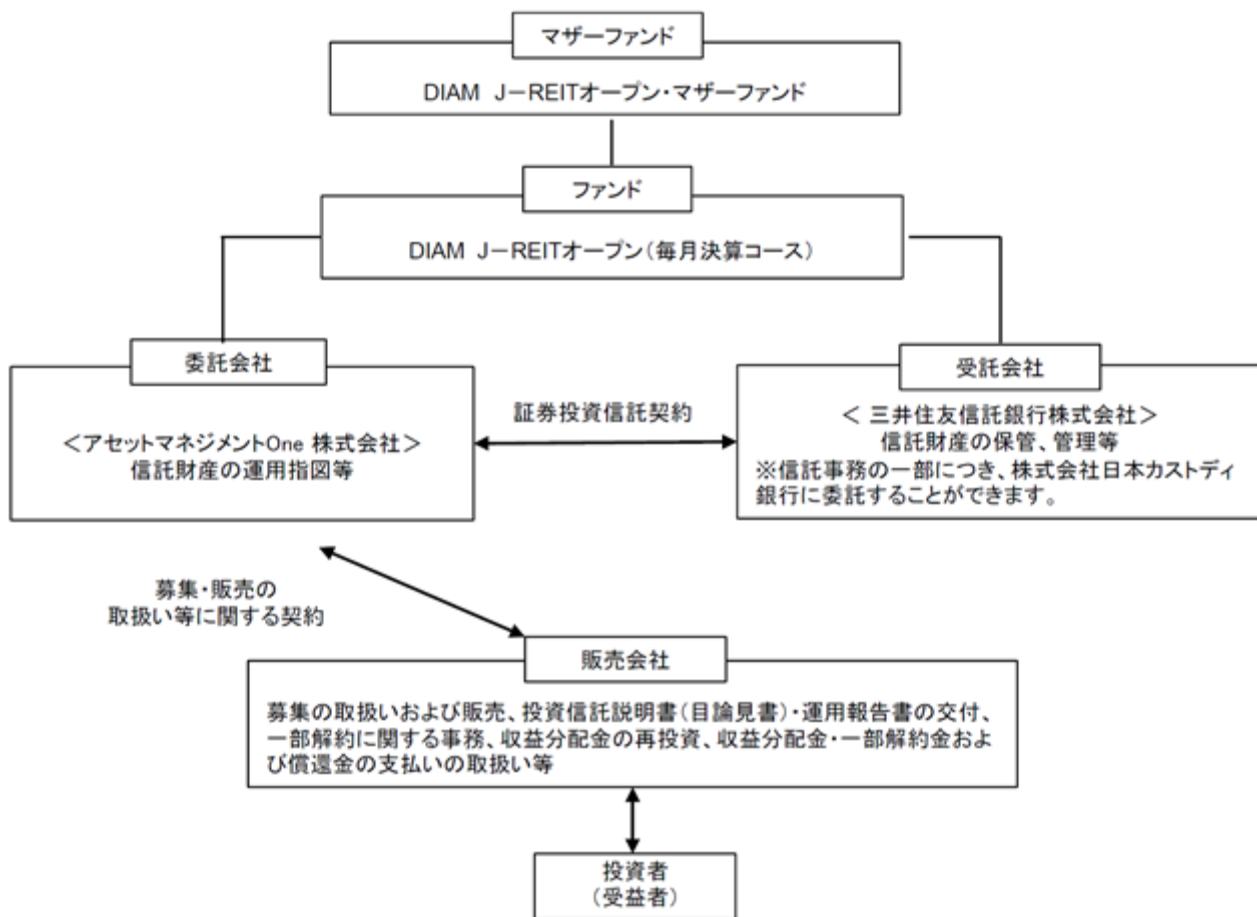 マザーファンド
DIAM J－REITオープン・マザーファンド
ファンド
DIAM J－REITオープン（毎月決算コース）
委託会社
＜アセットマネジメントOne 株式会社＞
信託財産の運用指図等
証券投資信託契約
受託会社
＜ 三井住友信託銀行株式会社＞
信託財産の保管、管理等
※信託事務の一部につき、株式会社日本カストディ
銀行に委託することができます。
募集・販売の
取扱い等に関する契約
販売会社
募集の取扱いおよび販売、投資信託説明書（目論見書）・運用報告書の交付、
一部解約に関する事務、収益分配金の再投資、収益分配金・一部解約金およ
び償還金の支払いの取扱い等
投資者
（受益者）